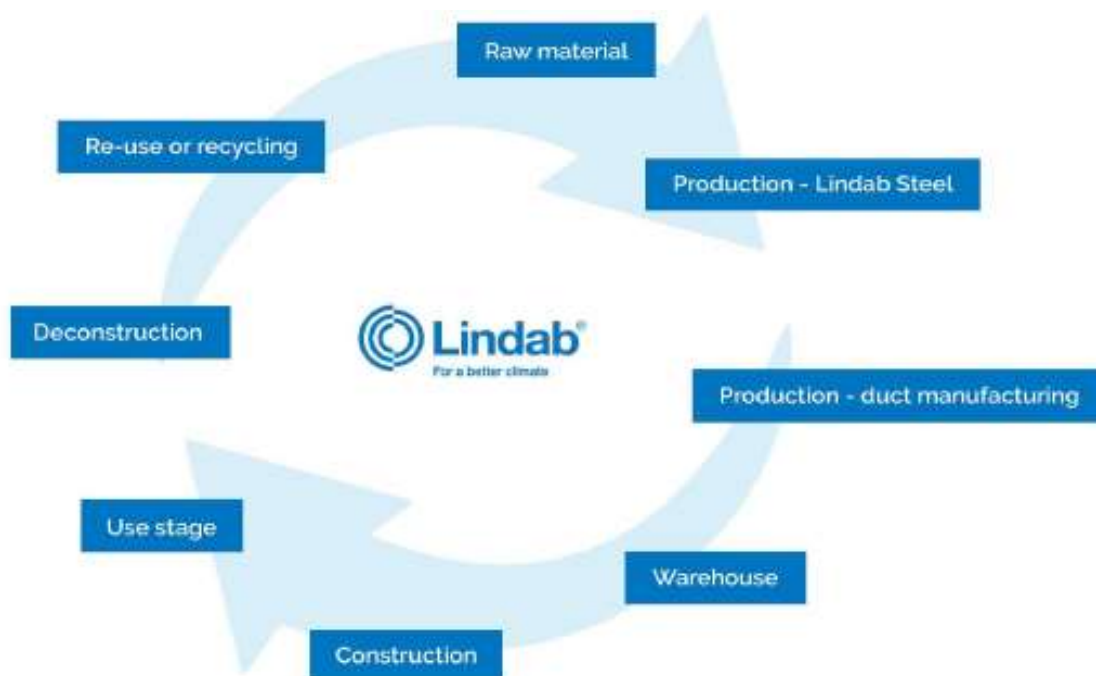 Raw material
Re-use or recycling
Production - Lindab Steel
Deconstruction
Lindab®
For a better climate
Production - duct manufacturing
Use stage
Warehouse
Construction